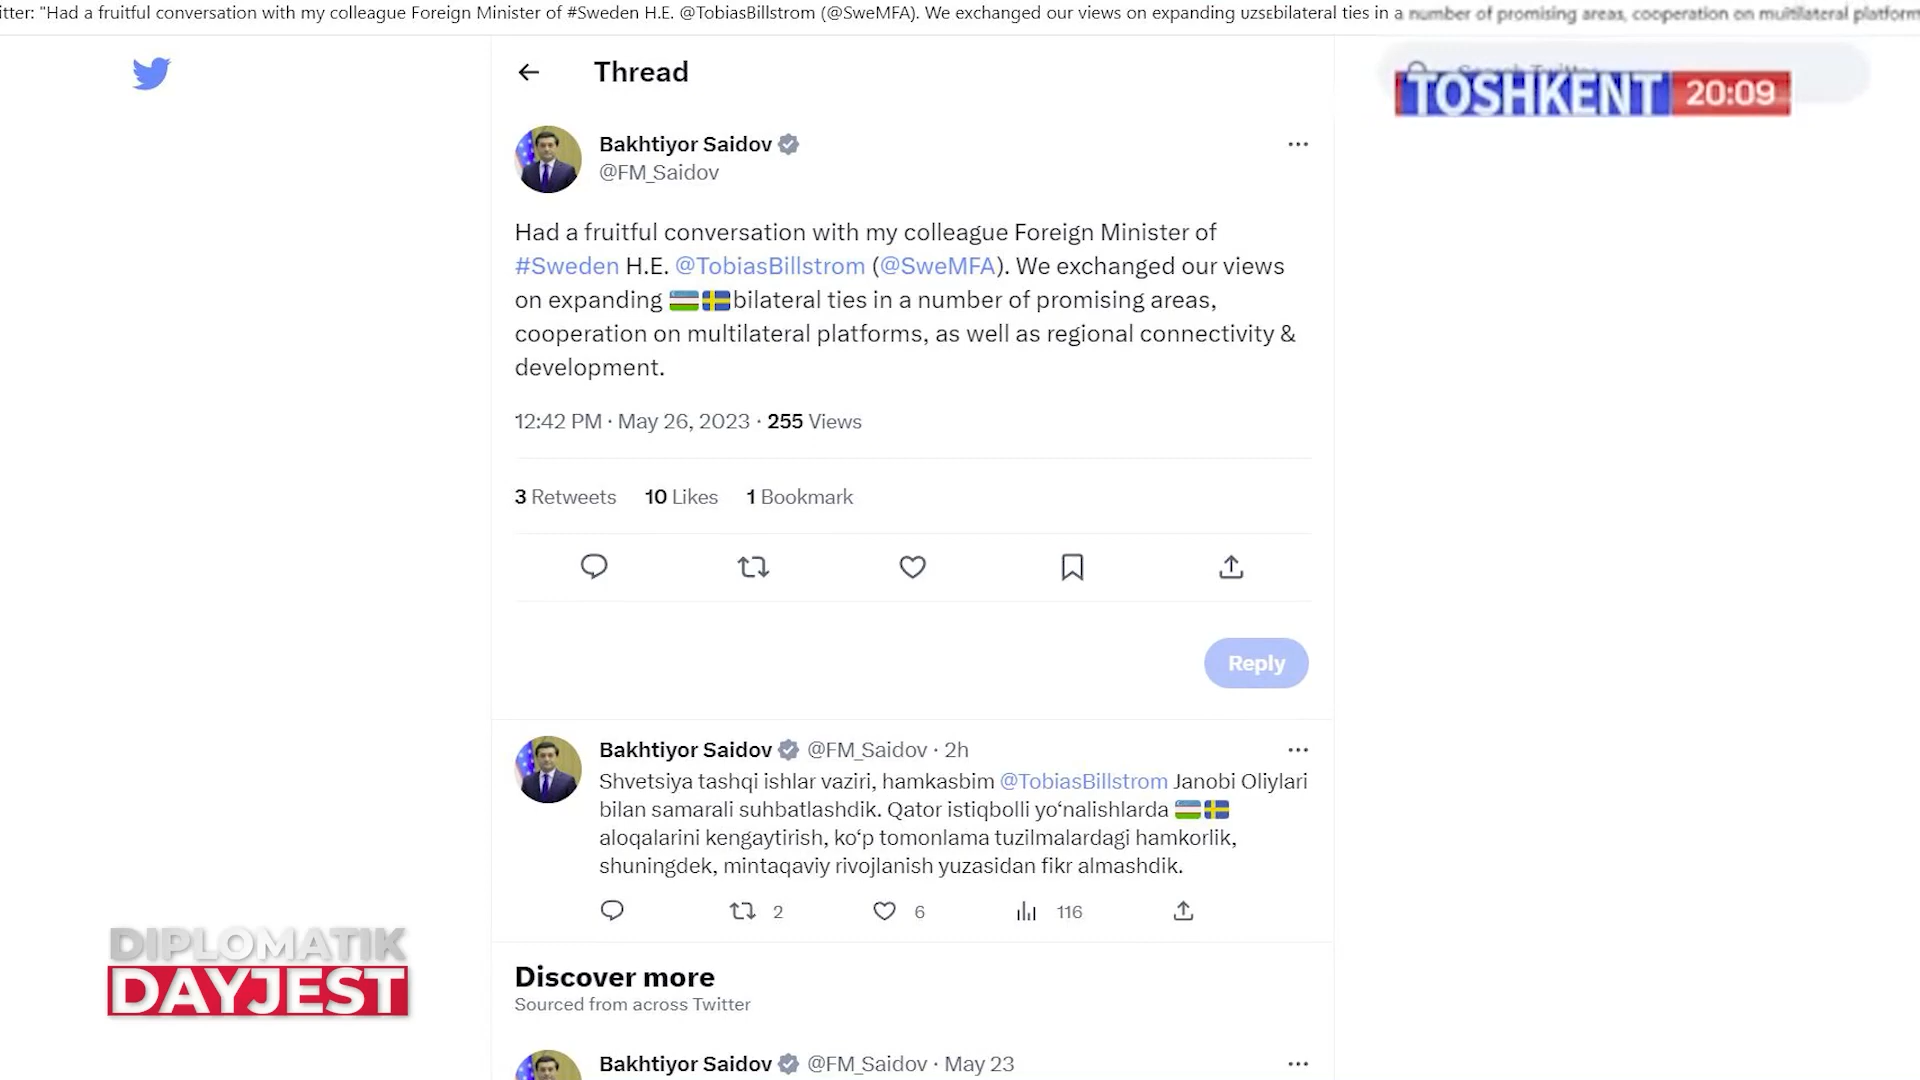 itter: "Had a fruitful conversation with my colleague Foreign Minister of #Sweden H.E. @TobiasBillstrom (@SweMFA). We exchanged our views on expanding UZSEbilateral ties in a number of promising areas, cooperation on multilateral platform
Thread
TOSHKENT 20:09
Bakhtiyor Saidov
@FM_Saidov
Had a fruitful conversation with my colleague Foreign Minister of
#Sweden H.E. @TobiasBillstrom (@SweMFA). We exchanged our views
on expanding 🇺🇿🇸🇪bilateral ties in a number of promising areas,
cooperation on multilateral platforms, as well as regional connectivity &
development.
12:42 PM · May 26, 2023 · 255 Views
3 Retweets 10 Likes 1 Bookmark
Reply
Bakhtiyor Saidov @FM_Saidov · 2h
Shvetsiya tashqi ishlar vaziri, hamkasbim @TobiasBillstrom Janobi Oliylari
bilan samarali suhbatlashdik. Qator istiqbolli yo‘nalishlarda 🇺🇿🇸🇪
aloqalarini kengaytirish, ko‘p tomonlama tuzilmalardagi hamkorlik,
shuningdek, mintaqaviy rivojlanish yuzasidan fikr almashdik.
2 6 116
DIPLOMATIK
DAYJEST
Discover more
Sourced from across Twitter
Bakhtiyor Saidov @FM_Saidov · May 23